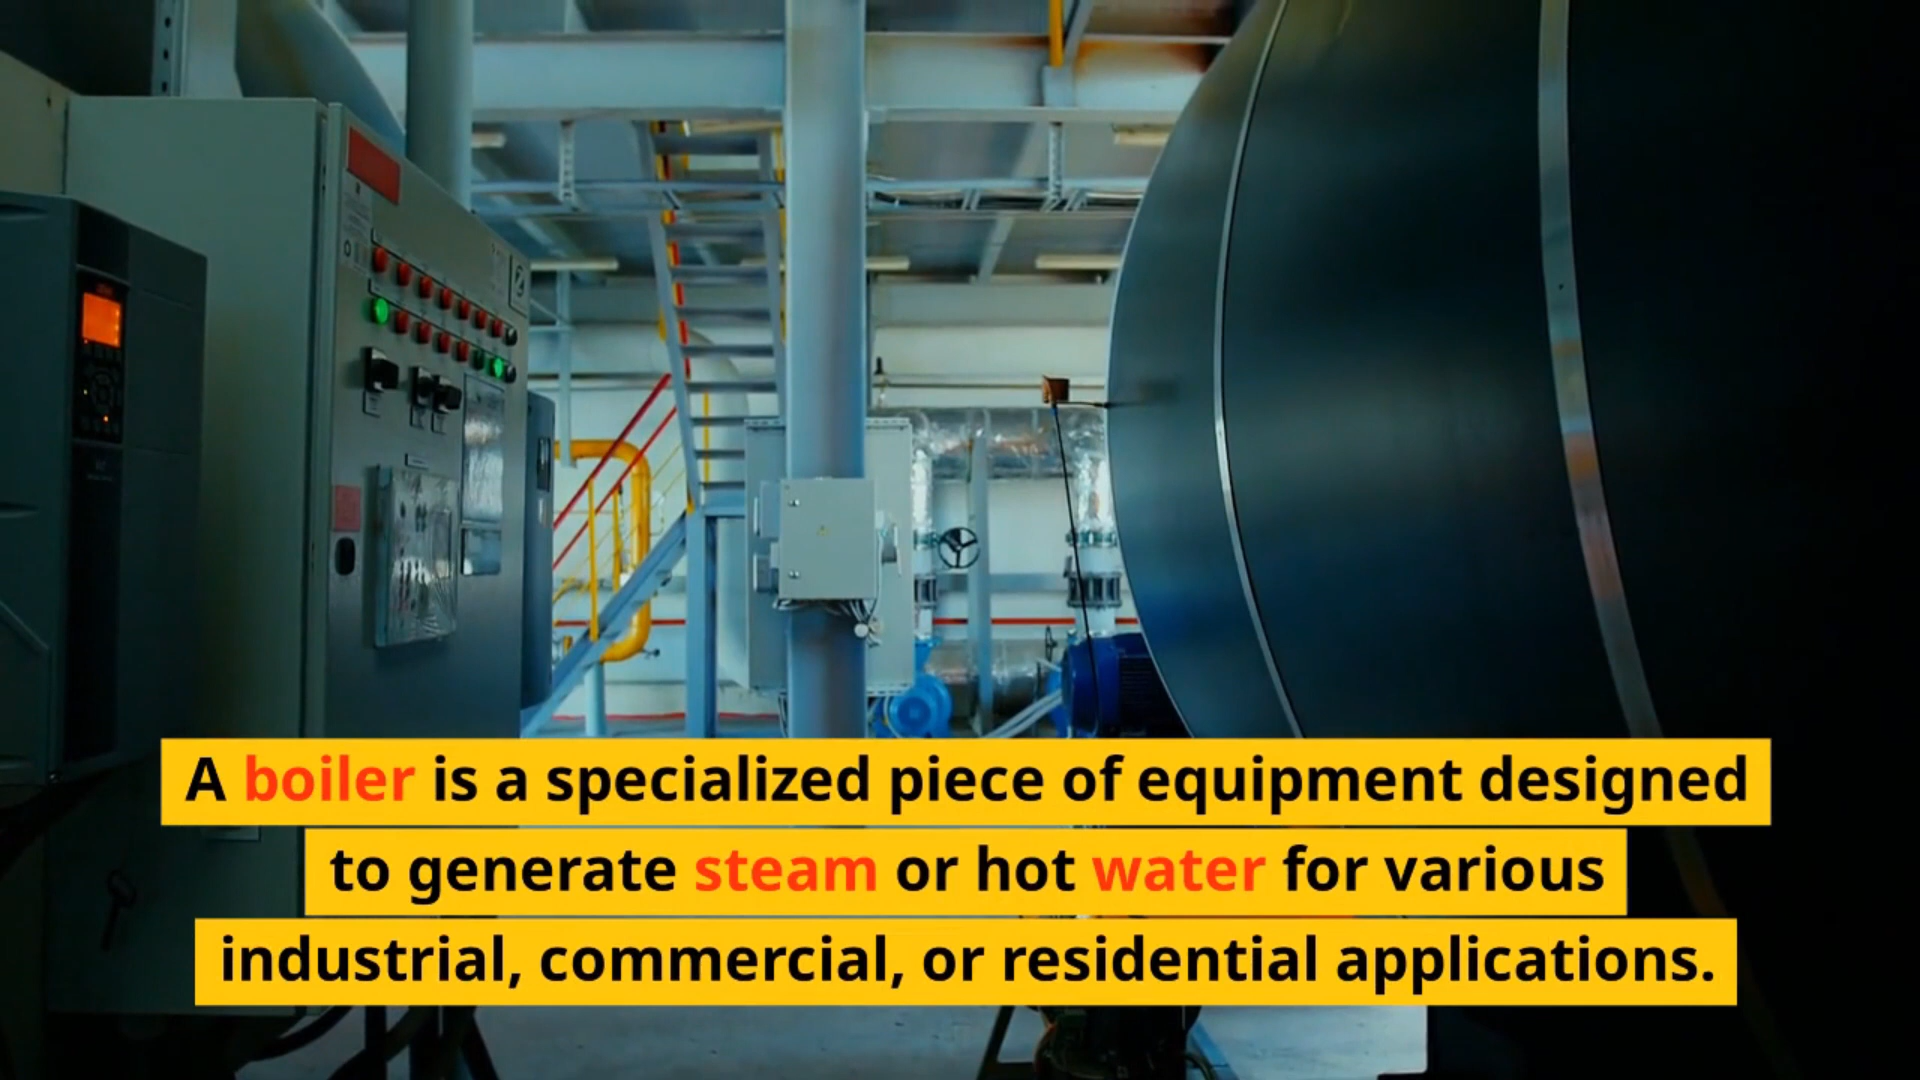 A boiler is a specialized piece of equipment designed
to generate steam or hot water for various
industrial, commercial, or residential applications.